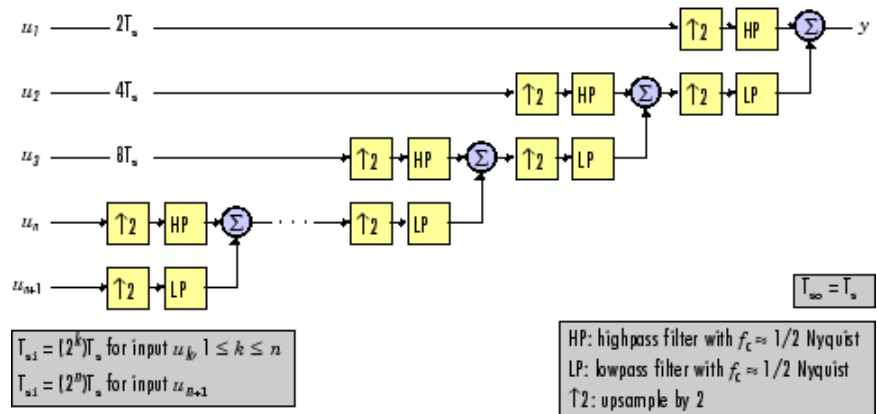 u1 2Ts ↑2 HP Σ y
u2 4Ts ↑2 HP Σ ↑2 LP
u3 8Ts ↑2 HP Σ ↑2 LP
un ↑2 HP Σ · · · ↑2 LP
un+1 ↑2 LP
Tso = Ts
Tsi = (2^k)Ts for input uk, 1 ≤ k ≤ n
Tsi = (2^n)Ts for input un+1
HP: highpass filter with fc ≈ 1/2 Nyquist
LP: lowpass filter with fc ≈ 1/2 Nyquist
↑2: upsample by 2